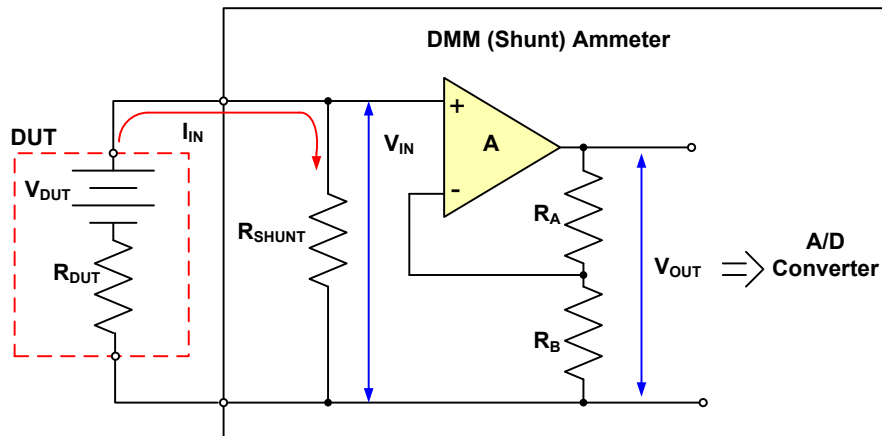 DMM (Shunt) Ammeter
DUT
I_IN
V_DUT
R_DUT
R_SHUNT
V_IN
+
A
-
R_A
R_B
V_OUT
A/D
Converter